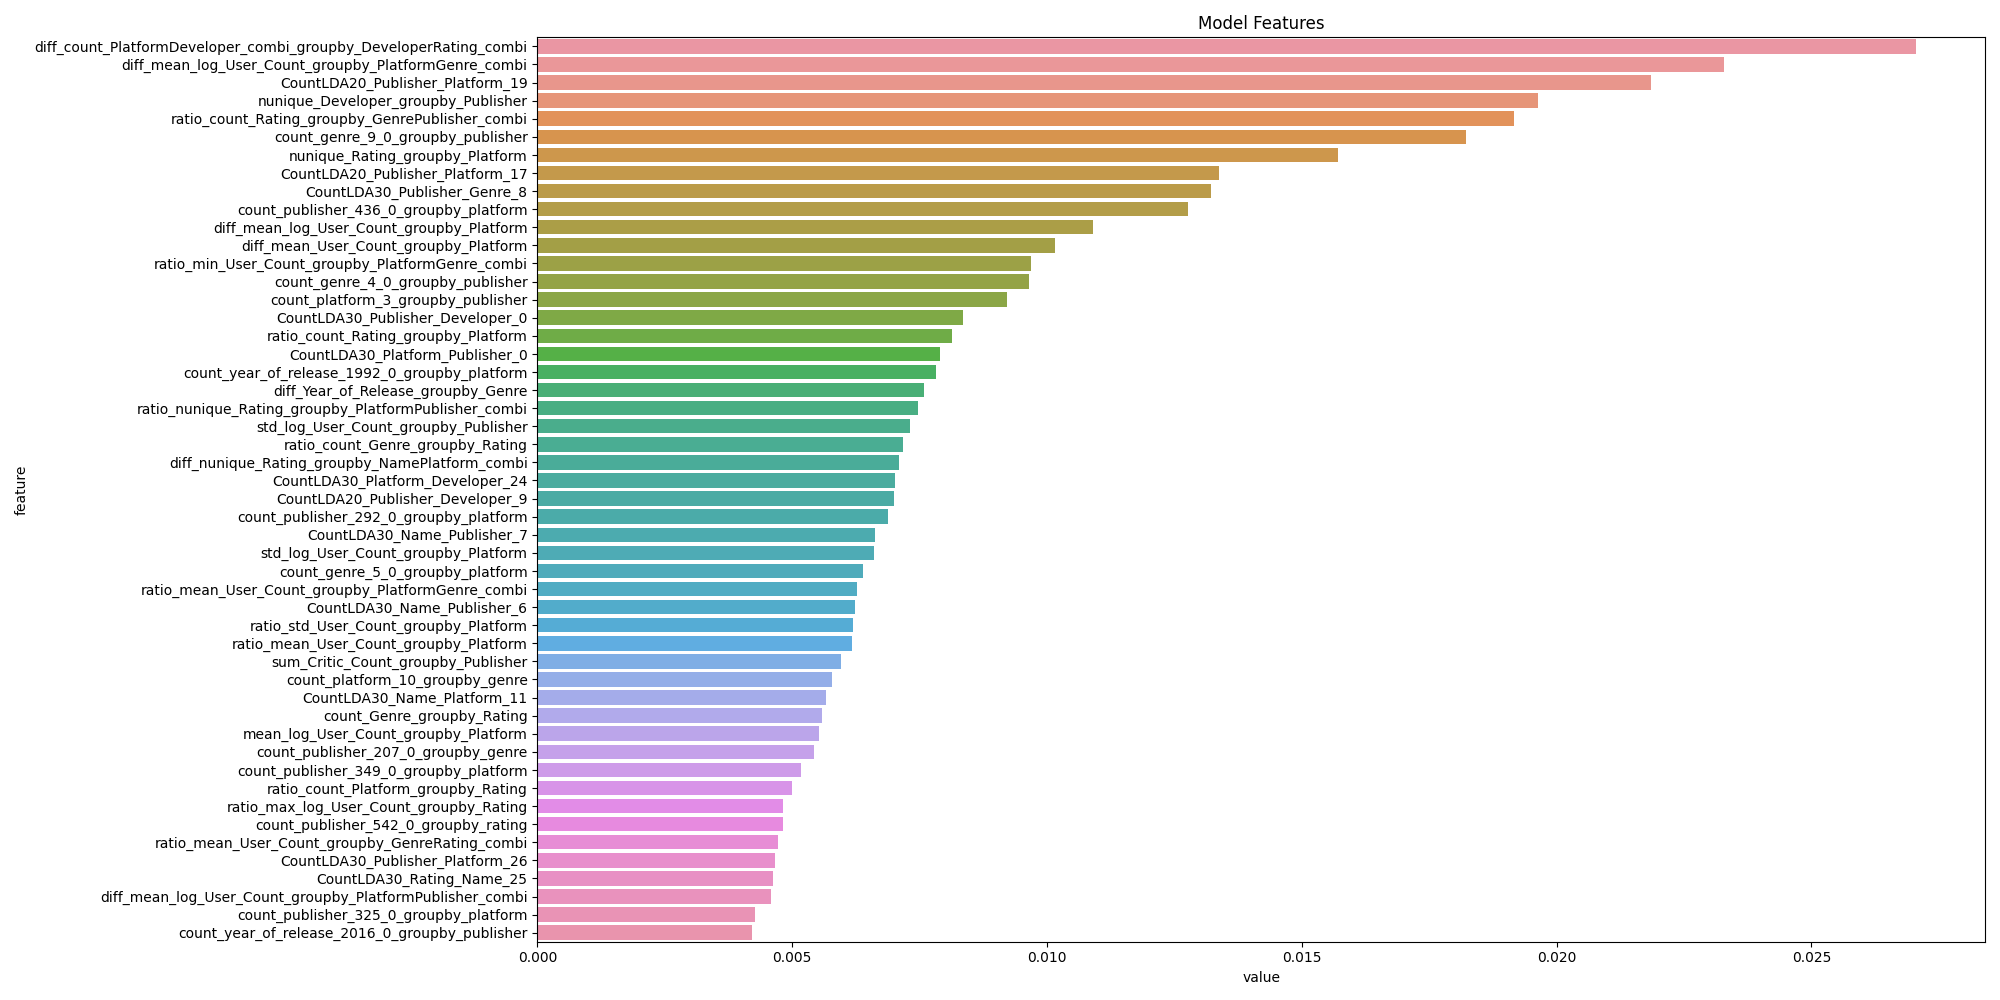 Model Features
diff_count_PlatformDeveloper_combi_groupby_DeveloperRating_combi
diff_mean_log_User_Count_groupby_PlatformGenre_combi
CountLDA20_Publisher_Platform_19
nunique_Developer_groupby_Publisher
ratio_count_Rating_groupby_GenrePublisher_combi
count_genre_9_0_groupby_publisher
nunique_Rating_groupby_Platform
CountLDA20_Publisher_Platform_17
CountLDA30_Publisher_Genre_8
count_publisher_436_0_groupby_platform
diff_mean_log_User_Count_groupby_Platform
diff_mean_User_Count_groupby_Platform
ratio_min_User_Count_groupby_PlatformGenre_combi
count_genre_4_0_groupby_publisher
count_platform_3_groupby_publisher
CountLDA30_Publisher_Developer_0
ratio_count_Rating_groupby_Platform
CountLDA30_Platform_Publisher_0
count_year_of_release_1992_0_groupby_platform
diff_Year_of_Release_groupby_Genre
ratio_nunique_Rating_groupby_PlatformPublisher_combi
std_log_User_Count_groupby_Publisher
ratio_count_Genre_groupby_Rating
diff_nunique_Rating_groupby_NamePlatform_combi
CountLDA30_Platform_Developer_24
CountLDA20_Publisher_Developer_9
count_publisher_292_0_groupby_platform
CountLDA30_Name_Publisher_7
std_log_User_Count_groupby_Platform
count_genre_5_0_groupby_platform
ratio_mean_User_Count_groupby_PlatformGenre_combi
CountLDA30_Name_Publisher_6
ratio_std_User_Count_groupby_Platform
ratio_mean_User_Count_groupby_Platform
sum_Critic_Count_groupby_Publisher
count_platform_10_groupby_genre
CountLDA30_Name_Platform_11
count_Genre_groupby_Rating
mean_log_User_Count_groupby_Platform
count_publisher_207_0_groupby_genre
count_publisher_349_0_groupby_platform
ratio_count_Platform_groupby_Rating
ratio_max_log_User_Count_groupby_Rating
count_publisher_542_0_groupby_rating
ratio_mean_User_Count_groupby_GenreRating_combi
CountLDA30_Publisher_Platform_26
CountLDA30_Rating_Name_25
diff_mean_log_User_Count_groupby_PlatformPublisher_combi
count_publisher_325_0_groupby_platform
count_year_of_release_2016_0_groupby_publisher
feature
0.000 0.005 0.010 0.015 0.020 0.025
value